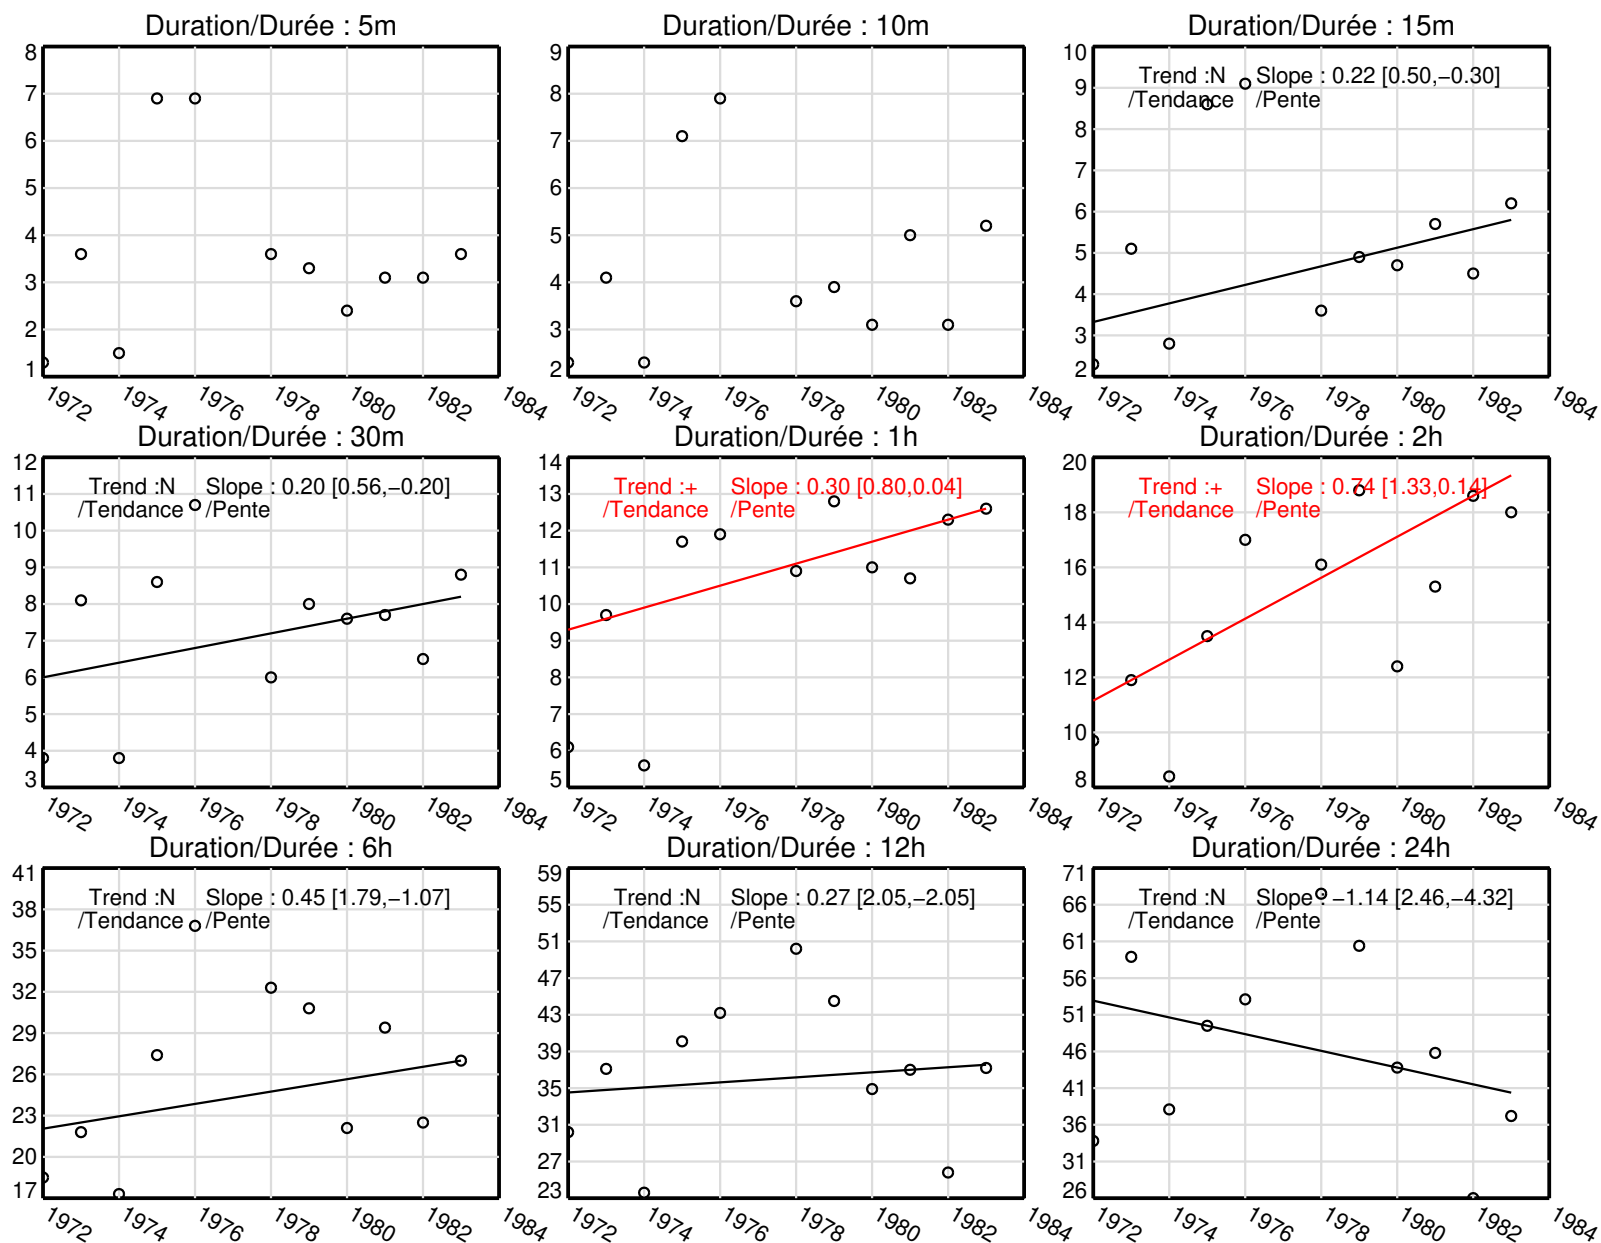 Duration/Durée : 5m
8
7
6
5
4
3
2
1
1972 1974 1976 1978 1980 1982 1984
Duration/Durée : 10m
9
8
7
6
5
4
3
2
1972 1974 1976 1978 1980 1982 1984
Duration/Durée : 15m
Trend :N Slope : 0.22 [0.50,−0.30]
/Tendance /Pente
10
9
8
7
6
5
4
3
2
1972 1974 1976 1978 1980 1982 1984
Duration/Durée : 30m
Trend :N Slope : 0.20 [0.56,−0.20]
/Tendance /Pente
12
11
10
9
8
7
6
5
4
3
1972 1974 1976 1978 1980 1982 1984
Duration/Durée : 1h
Trend :+ Slope : 0.30 [0.80,0.04]
/Tendance /Pente
14
13
12
11
10
9
8
7
6
5
1972 1974 1976 1978 1980 1982 1984
Duration/Durée : 2h
Trend :+ Slope : 0.74 [1.33,0.14]
/Tendance /Pente
20
18
16
14
12
10
8
1972 1974 1976 1978 1980 1982 1984
Duration/Durée : 6h
Trend :N Slope : 0.45 [1.79,−1.07]
/Tendance /Pente
41
38
35
32
29
26
23
20
17
1972 1974 1976 1978 1980 1982 1984
Duration/Durée : 12h
Trend :N Slope : 0.27 [2.05,−2.05]
/Tendance /Pente
59
55
51
47
43
39
35
31
27
23
1972 1974 1976 1978 1980 1982 1984
Duration/Durée : 24h
Trend :N Slope : −1.14 [2.46,−4.32]
/Tendance /Pente
71
66
61
56
51
46
41
36
31
26
1972 1974 1976 1978 1980 1982 1984